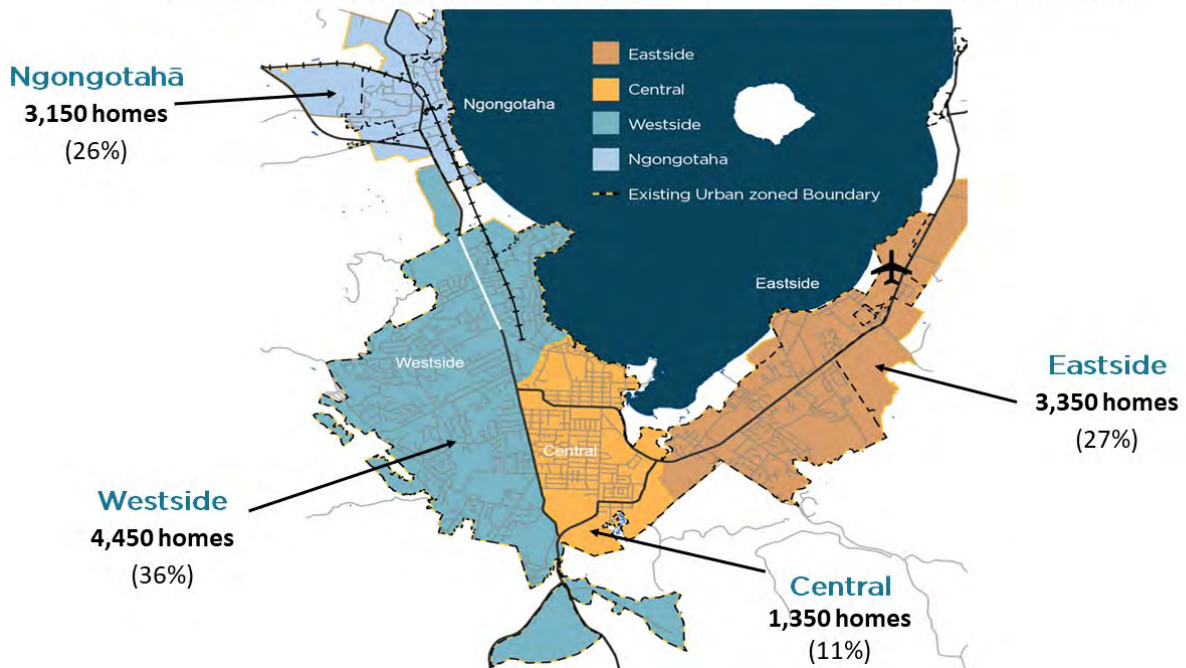 Ngongotahā
3,150 homes
(26%)
Ngongotaha
Eastside
Central
Westside
Ngongotaha
Existing Urban zoned Boundary
Eastside
Westside
Central
Eastside
3,350 homes
(27%)
Westside
4,450 homes
(36%)
Central
1,350 homes
(11%)